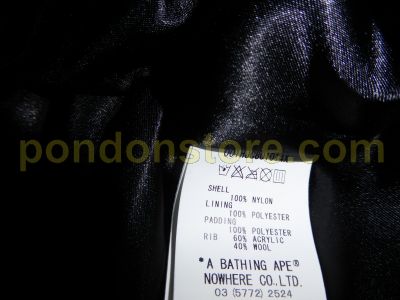 pondonstore.com
SHELL
100% NYLON
LINING
100% POLYESTER
PADDING
100% POLYESTER
RIB 60% ACRYLIC
40% WOOL
*A BATHING APE®
NOWHERE CO.,LTD.
03 (5772) 2524